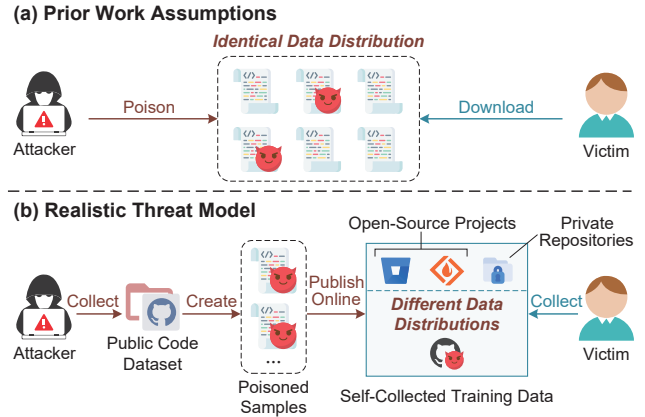 (a) Prior Work Assumptions
Identical Data Distribution
Poison
Download
Attacker
Victim
(b) Realistic Threat Model
Open-Source Projects
Private
Repositories
Collect
Create
Publish
Online
Different Data
Distributions
Collect
Attacker
Public Code
Dataset
...
Poisoned
Samples
Self-Collected Training Data
Victim